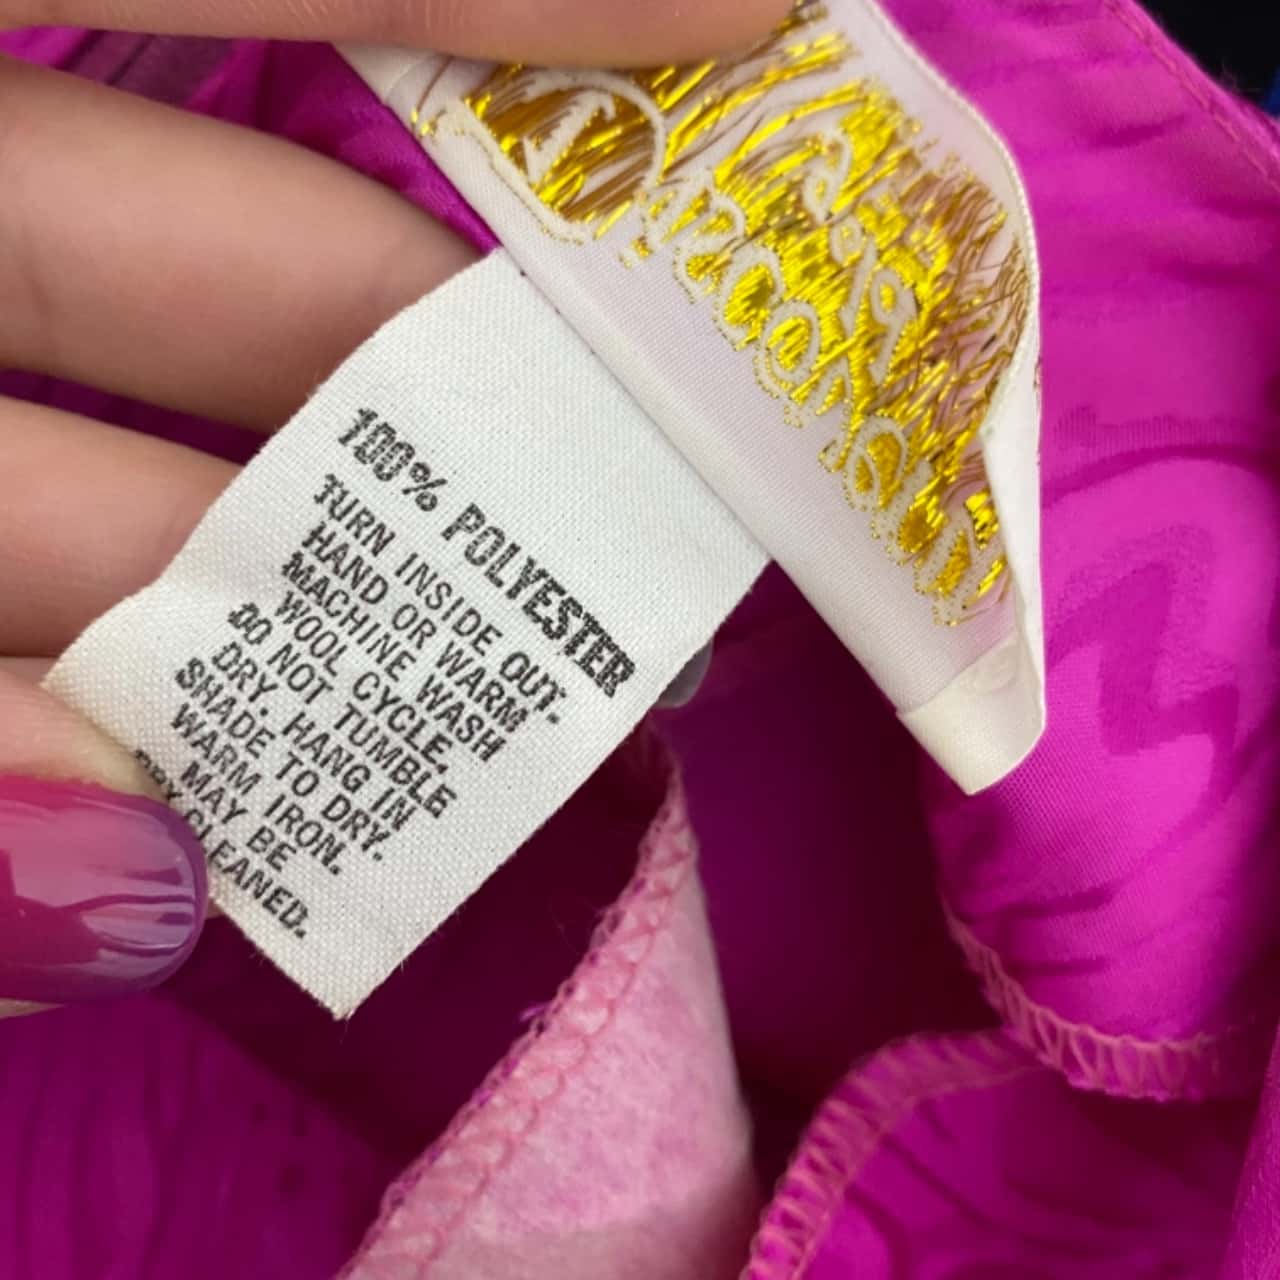 100% POLYESTER
TURN INSIDE OUT.
HAND OR WARM
MACHINE WASH
WOOL CYCLE,
DO NOT TUMBLE
DRY. HANG IN
SHADE TO DRY.
WARM IRON.
MAY BE
DRY CLEANED.